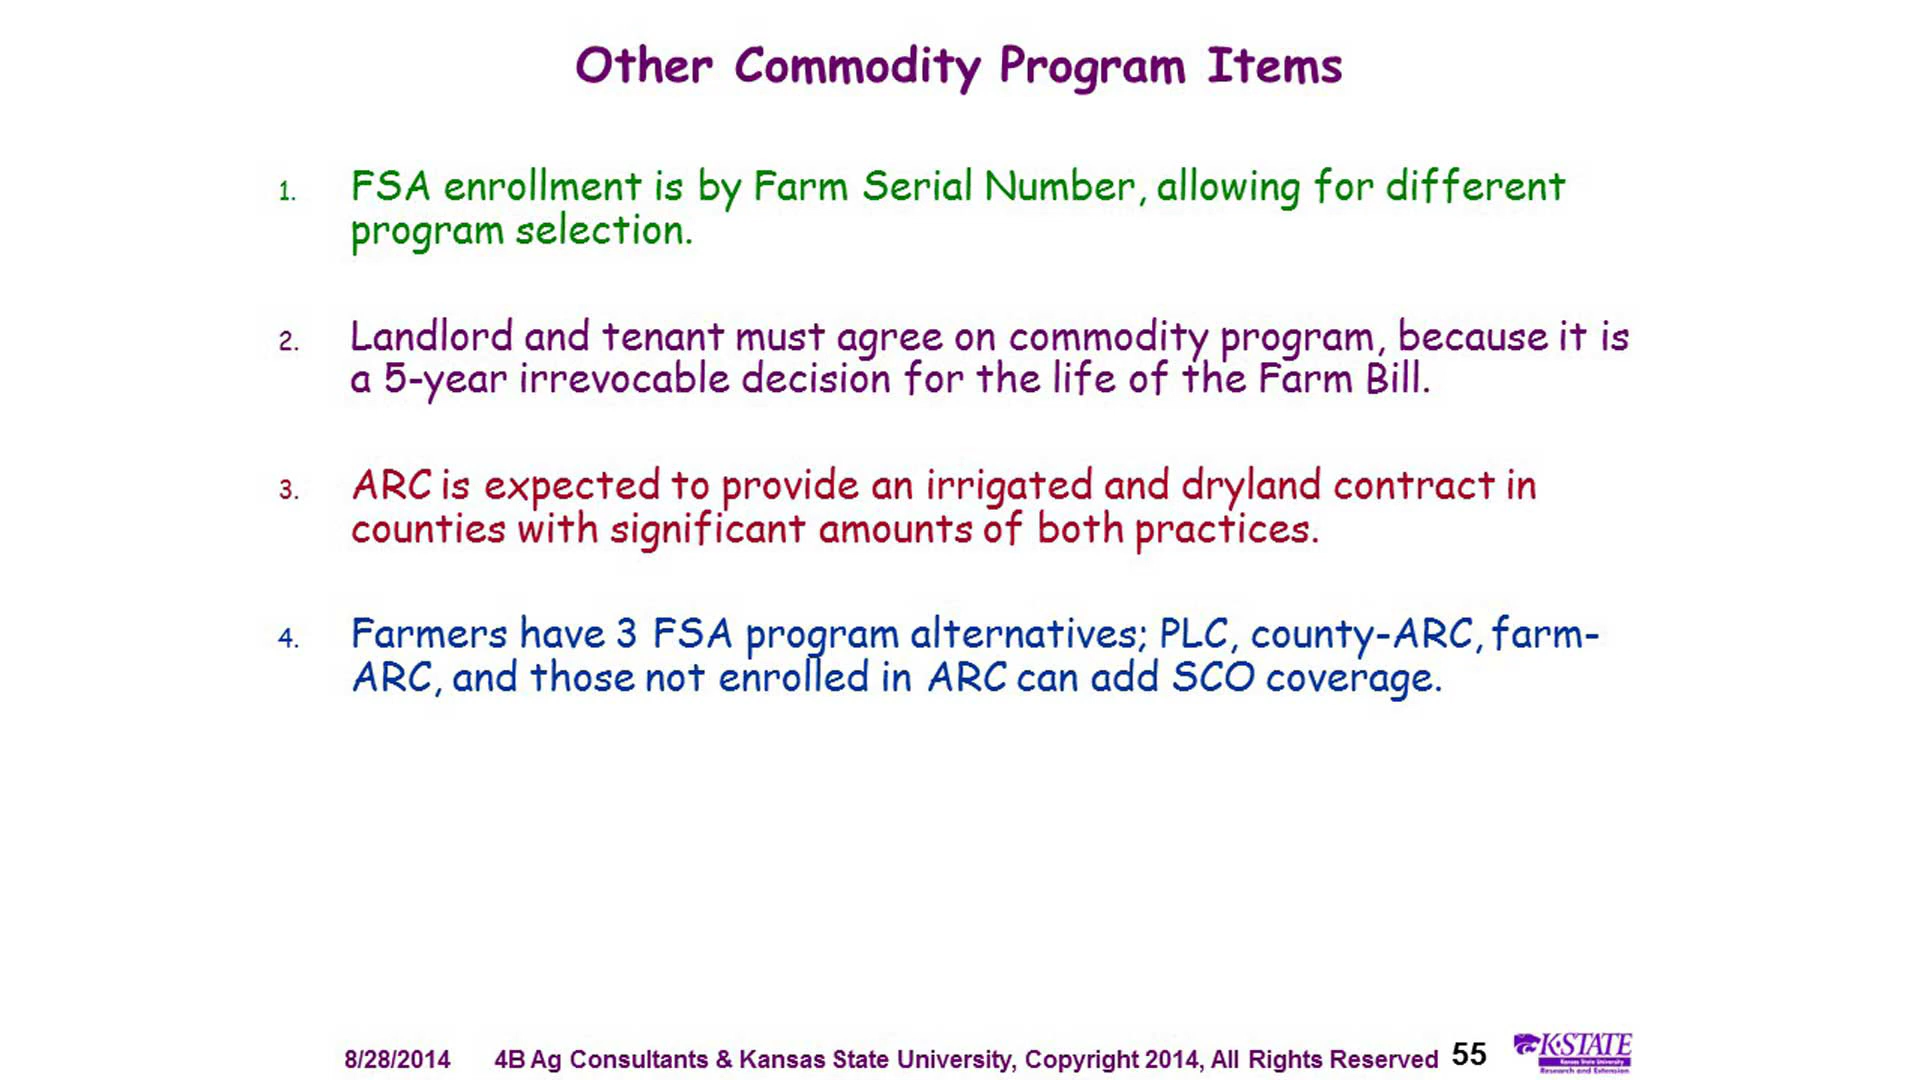 Other Commodity Program Items
1. FSA enrollment is by Farm Serial Number, allowing for different
program selection.
2. Landlord and tenant must agree on commodity program, because it is
a 5-year irrevocable decision for the life of the Farm Bill.
3. ARC is expected to provide an irrigated and dryland contract in
counties with significant amounts of both practices.
4. Farmers have 3 FSA program alternatives; PLC, county-ARC, farm-
ARC, and those not enrolled in ARC can add SCO coverage.
8/28/2014 4B Ag Consultants & Kansas State University, Copyright 2014, All Rights Reserved 55
K-STATE
Kansas State University
Research and Extension